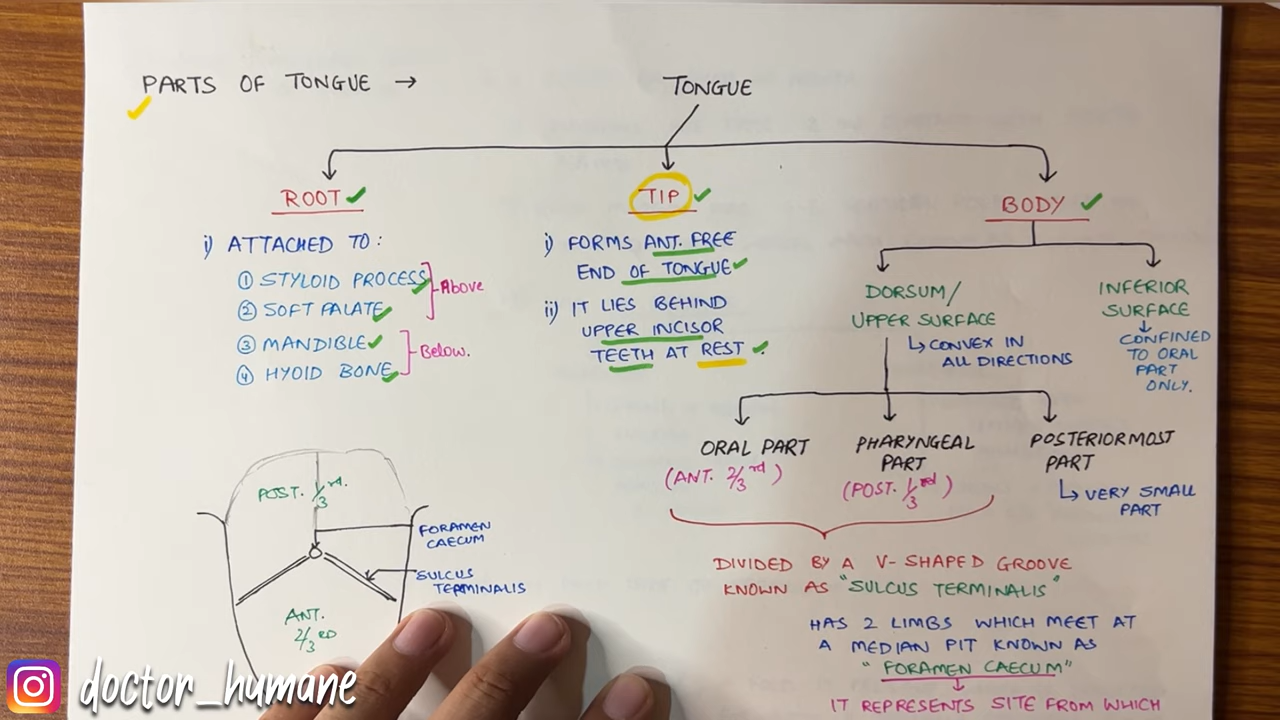 PARTS OF TONGUE →
TONGUE
ROOT
i) ATTACHED TO:
① STYLOID PROCESS
② SOFT PALATE
Above
③ MANDIBLE
④ HYOID BONE
Below.
TIP
i) FORMS ANT. FREE
END OF TONGUE
ii) IT LIES BEHIND
UPPER INCISOR
TEETH AT REST.
BODY
DORSUM/
UPPER SURFACE
CONVEX IN
ALL DIRECTIONS
INFERIOR
SURFACE
CONFINED
TO ORAL
PART
ONLY.
ORAL PART
(ANT. 2/3rd)
PHARYNGEAL
PART
(POST. 1/3rd)
POSTERIORMOST
PART
VERY SMALL
PART
DIVIDED BY A V-SHAPED GROOVE
KNOWN AS "SULCUS TERMINALIS"
HAS 2 LIMBS WHICH MEET AT
A MEDIAN PIT KNOWN AS
"FORAMEN CAECUM"
IT REPRESENTS SITE FROM WHICH
POST. 1/3rd.
FORAMEN
CAECUM
SULCUS
TERMINALIS
ANT.
2/3RD
doctor_humane